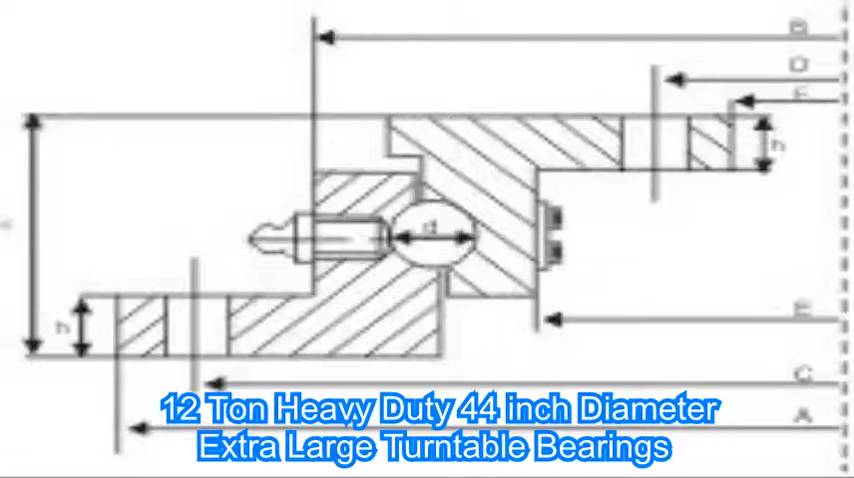 B
D
F
h
d
h
E
C
12 Ton Heavy Duty 44 inch Diameter
A
Extra Large Turntable Bearings